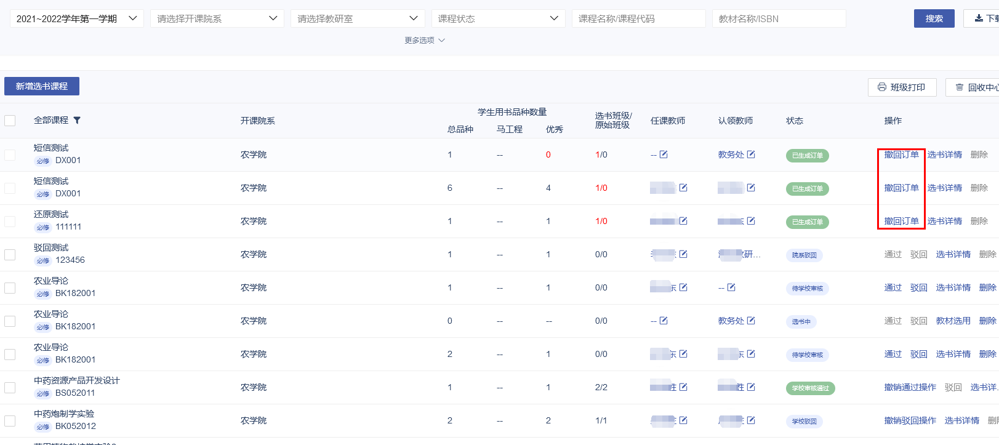 2021~2022学年第一学期 请选择开课院系 请选择教研室 课程状态 课程名称/课程代码 教材名称/ISBN 搜索 下载
更多选项
新增选书课程 班级打印 回收中心
全部课程 开课院系 学生用书品种数量 选书班级/ 任课教师 认领教师 状态 操作
总品种 马工程 优秀 原始班级
短信测试
必修 DX001 农学院 1 -- 0 1/0 -- 教务处 已生成订单 撤回订单 选书详情 删除
短信测试
必修 DX001 农学院 6 -- 4 1/0 已生成订单 撤回订单 选书详情 删除
还原测试
必修 111111 农学院 1 -- 1 1/0 已生成订单 撤回订单 选书详情 删除
驳回测试
必修 123456 农学院 1 -- 1 0/0 研... 院系驳回 通过 驳回 选书详情 删除
农业导论
必修 BK182001 农学院 1 -- 1 0/0 东 -- 待学校审核 通过 驳回 选书详情 删除
农业导论
必修 BK182001 农学院 0 -- -- 0/0 -- 教务处 选书中 通过 驳回 教材选用 删除
农业导论
必修 BK182001 农学院 2 -- 1 0/0 东 东 待学校审核 通过 驳回 选书详情 删除
中药资源产品开发设计
必修 BS052011 农学院 1 -- 1 2/2 胜 胜 学校审核通过 撤销通过操作 驳回 选书详...
中药炮制学实验
必修 BK052012 农学院 2 -- 2 1/1 学校驳回 撤销驳回操作 选书详情